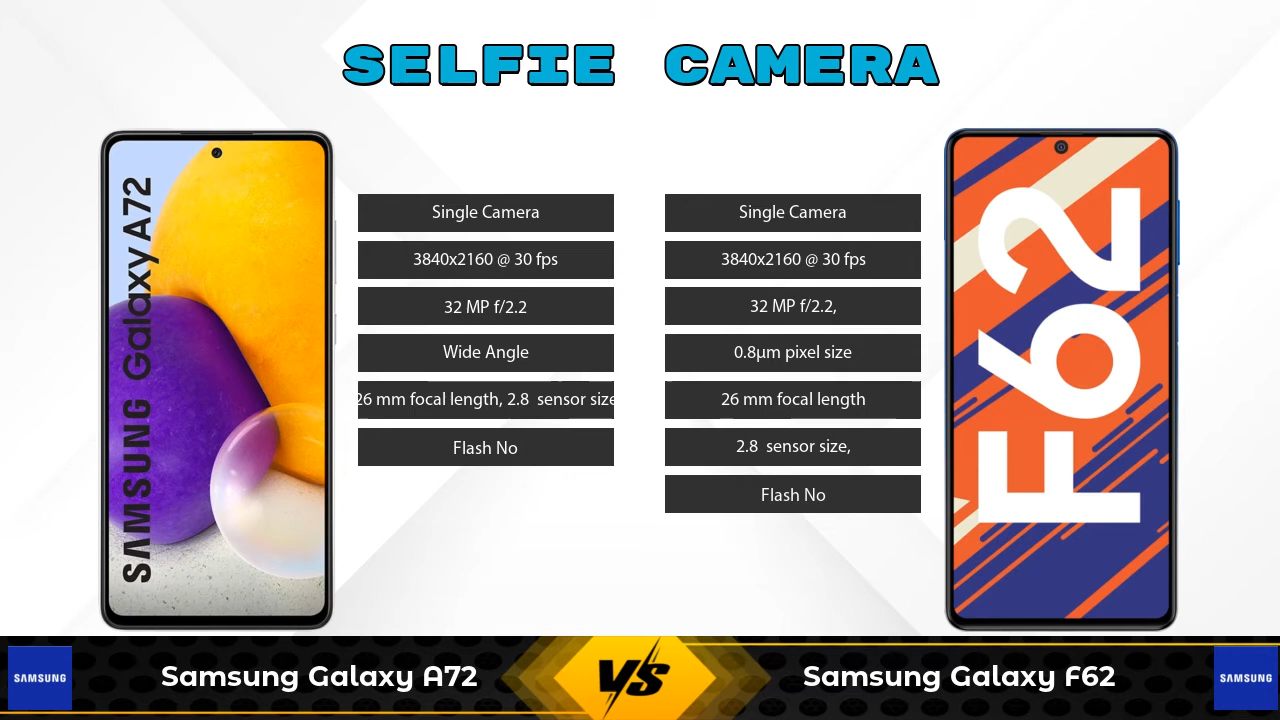 SELFIE CAMERA
SAMSUNG Galaxy A72
Single Camera
3840x2160 @ 30 fps
32 MP f/2.2
Wide Angle
26 mm focal length, 2.8 sensor size
Flash No
Single Camera
3840x2160 @ 30 fps
32 MP f/2.2,
0.8µm pixel size
26 mm focal length
2.8 sensor size,
Flash No
F62
SAMSUNG
Samsung Galaxy A72
VS
Samsung Galaxy F62
SAMSUNG